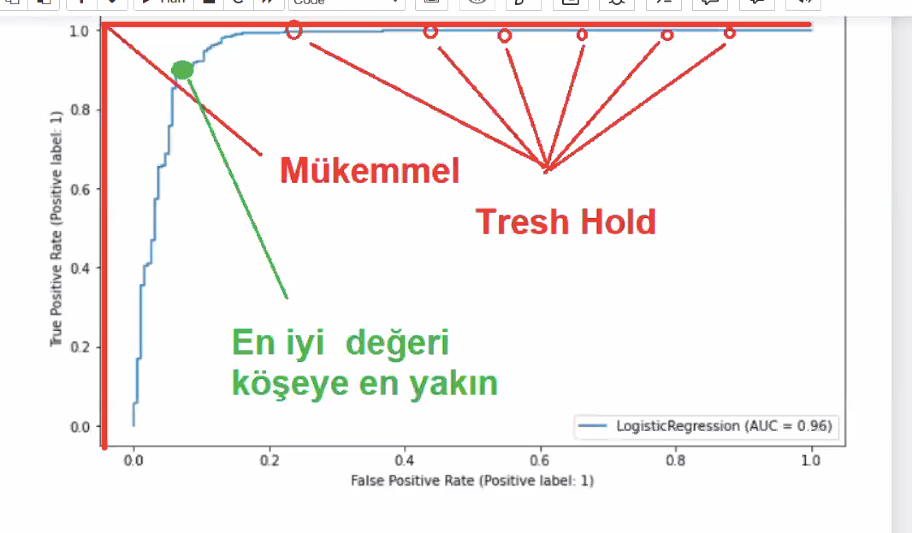 Code
1.0
0.8
0.6
0.4
0.2
0.0
True Positive Rate (Positive label: 1)
Mükemmel
Tresh Hold
En iyi değeri
köşeye en yakın
LogisticRegression (AUC = 0.96)
0.0 0.2 0.4 0.6 0.8 1.0
False Positive Rate (Positive label: 1)